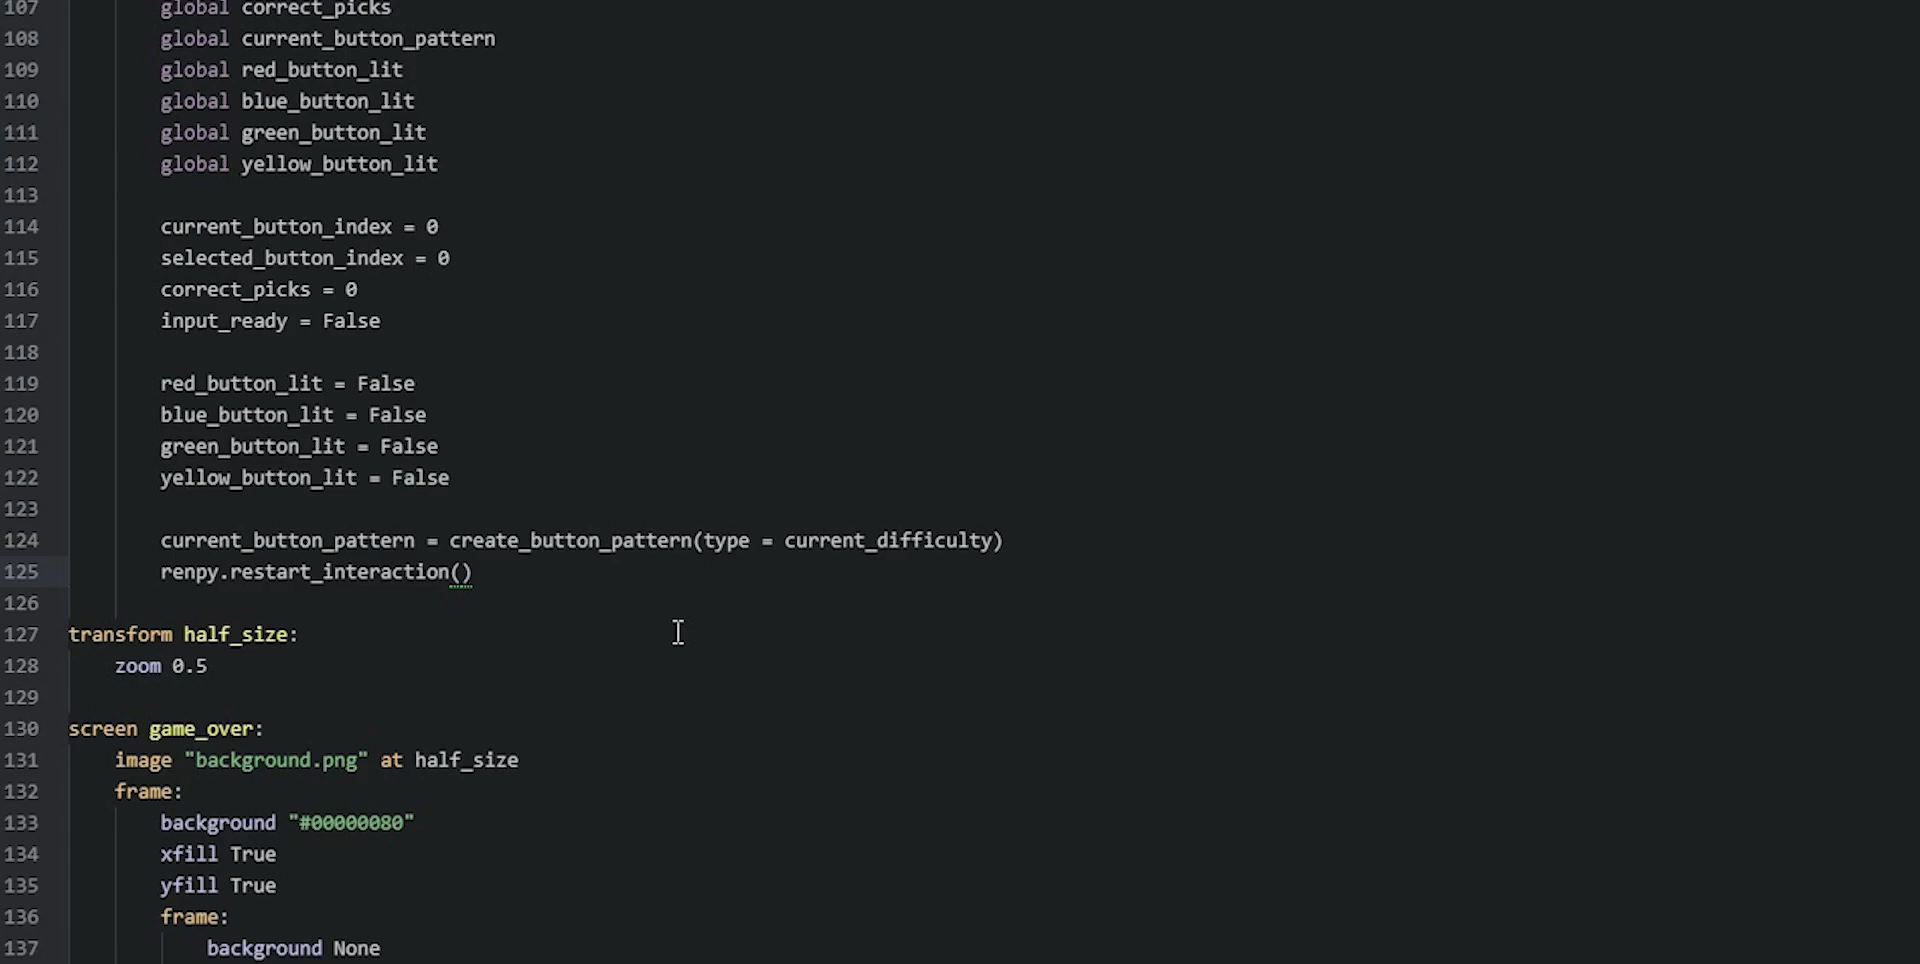 107 global correct_picks
108 global current_button_pattern
109 global red_button_lit
110 global blue_button_lit
111 global green_button_lit
112 global yellow_button_lit
113
114 current_button_index = 0
115 selected_button_index = 0
116 correct_picks = 0
117 input_ready = False
118
119 red_button_lit = False
120 blue_button_lit = False
121 green_button_lit = False
122 yellow_button_lit = False
123
124 current_button_pattern = create_button_pattern(type = current_difficulty)
125 renpy.restart_interaction()
126
127 transform half_size:
128 zoom 0.5
129
130 screen game_over:
131 image "background.png" at half_size
132 frame:
133 background "#00000080"
134 xfill True
135 yfill True
136 frame:
137 background None